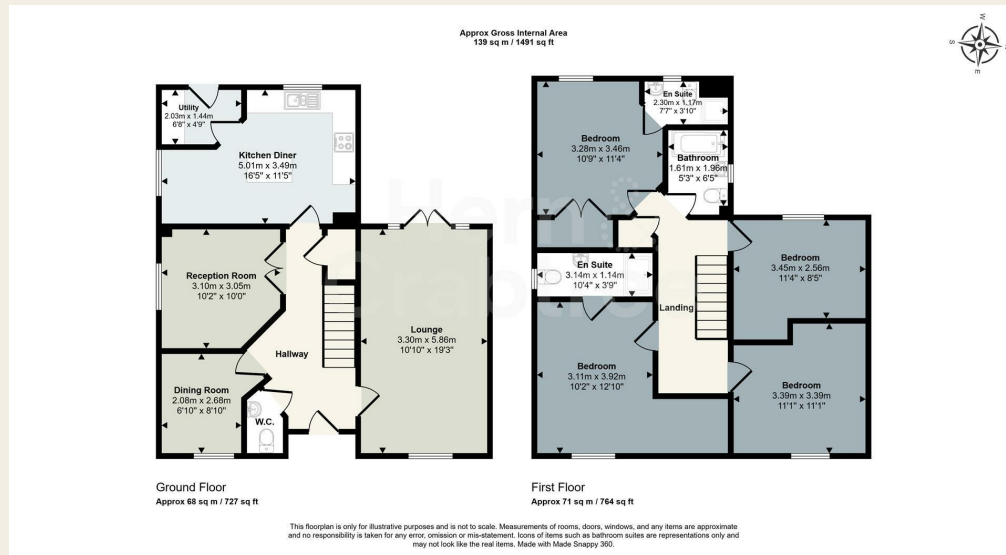 Approx Gross Internal Area
139 sq m / 1491 sq ft
W
S
E
Utility
2.03m x 1.44m
6'8" x 4'9"
Kitchen Diner
5.01m x 3.49m
16'5" x 11'5"
Reception Room
3.10m x 3.05m
10'2" x 10'0"
Hallway
Lounge
3.30m x 5.86m
10'10" x 19'3"
Dining Room
2.08m x 2.68m
6'10" x 8'10"
W.C.
Ground Floor
Approx 68 sq m / 727 sq ft
En Suite
2.30m x 1.17m
7'7" x 3'10"
Bedroom
3.28m x 3.46m
10'9" x 11'4"
Bathroom
1.61m x 1.96m
5'3" x 6'5"
En Suite
3.14m x 1.14m
10'4" x 3'9"
Bedroom
3.45m x 2.56m
11'4" x 8'5"
Landing
Bedroom
3.11m x 3.92m
10'2" x 12'10"
Bedroom
3.39m x 3.39m
11'1" x 11'1"
First Floor
Approx 71 sq m / 764 sq ft
This floorplan is only for illustrative purposes and is not to scale. Measurements of rooms, doors, windows, and any items are approximate
and no responsibility is taken for any error, omission or mis-statement. Icons of items such as bathroom suites are representations only and
may not look like the real items. Made with Made Snappy 360.